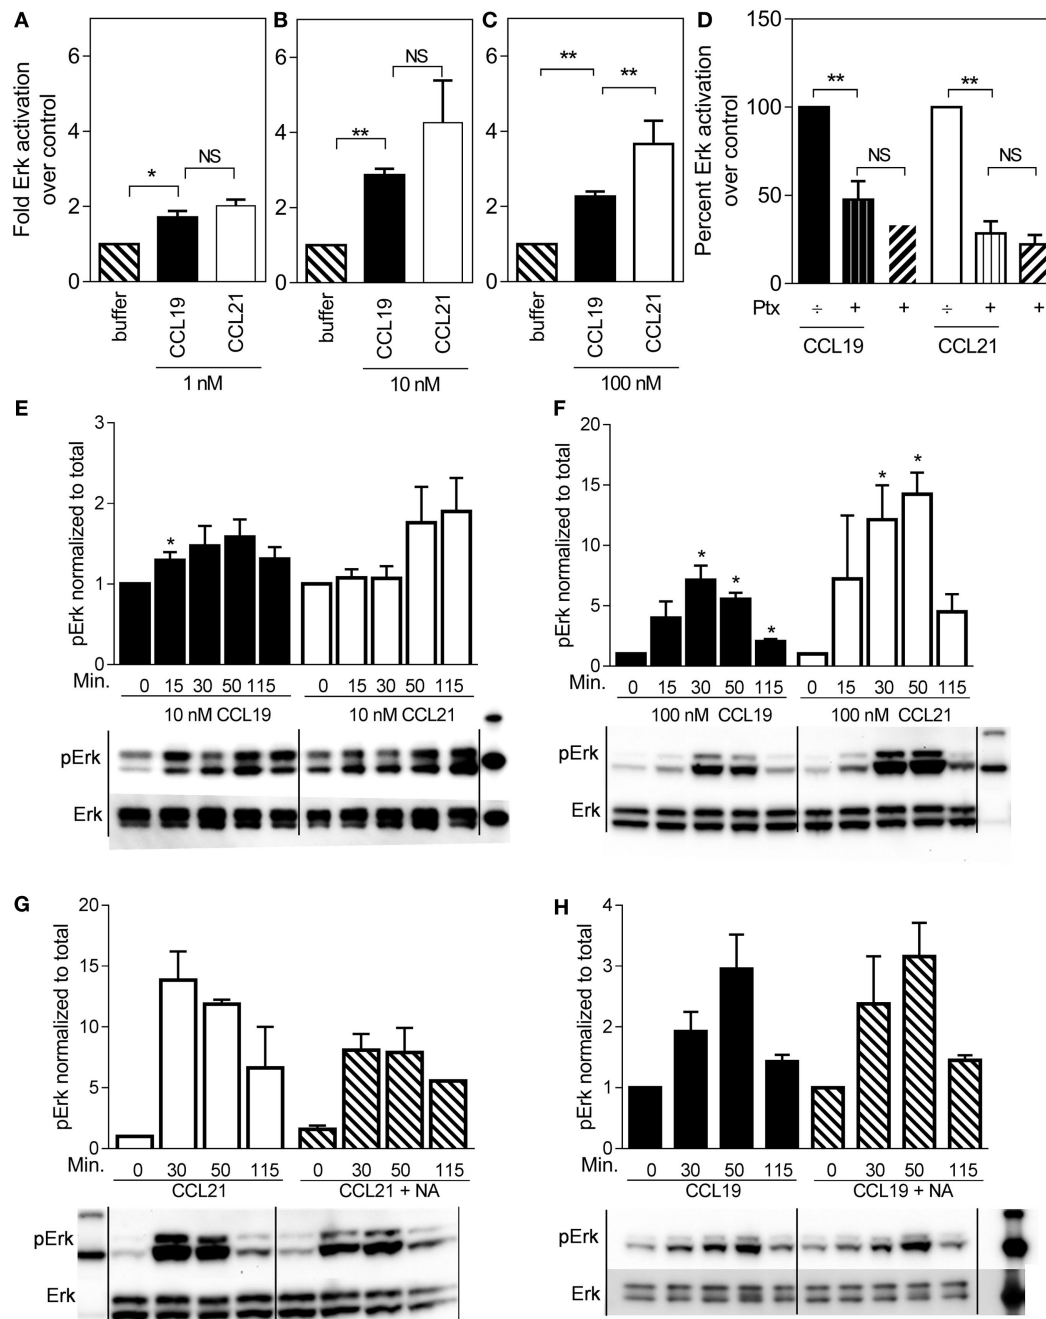 A
Fold Erk activation
over control
6
4
2
0
*
NS
buffer
CCL19
CCL21
1 nM
B
6
4
2
0
**
NS
buffer
CCL19
CCL21
10 nM
C
6
4
2
0
**
**
buffer
CCL19
CCL21
100 nM
D
Percent Erk activation
over control
150
100
50
0
**
NS
**
NS
Ptx ÷ + + ÷ + +
CCL19 CCL21
E
pErk normalized to total
3
2
1
0
*
Min. 0 15 30 50 115 0 15 30 50 115
10 nM CCL19 10 nM CCL21
pErk
Erk
F
pErk normalized to total
20
15
10
5
0
* * * * *
Min. 0 15 30 50 115 0 15 30 50 115
100 nM CCL19 100 nM CCL21
pErk
Erk
G
pErk normalized to total
20
15
10
5
0
Min. 0 30 50 115 0 30 50 115
CCL21 CCL21 + NA
pErk
Erk
H
pErk normalized to total
4
3
2
1
0
Min. 0 30 50 115 0 30 50 115
CCL19 CCL19 + NA
pErk
Erk